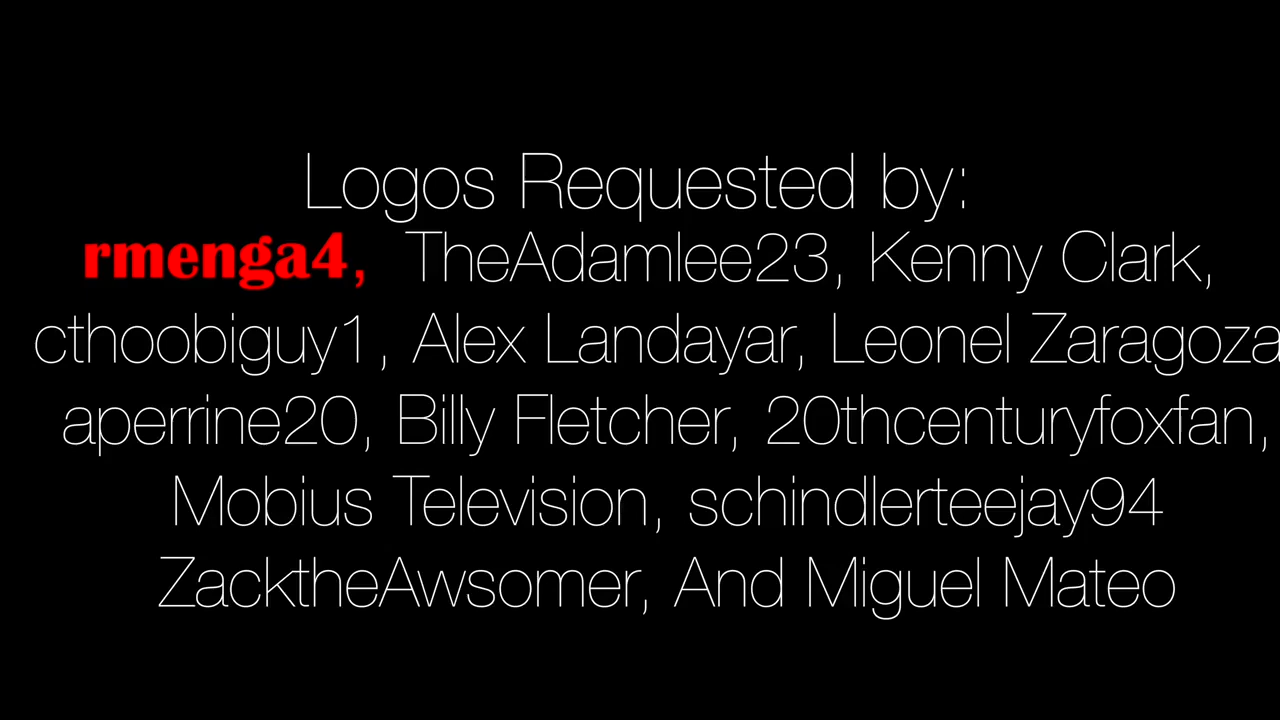 Logos Requested by:
rmenga4, TheAdamlee23, Kenny Clark,
cthoobiguy1, Alex Landayar, Leonel Zaragoza
aperrine20, Billy Fletcher, 20thcenturyfoxfan,
Mobius Television, schindlerteejay94
ZacktheAwsomer, And Miguel Mateo